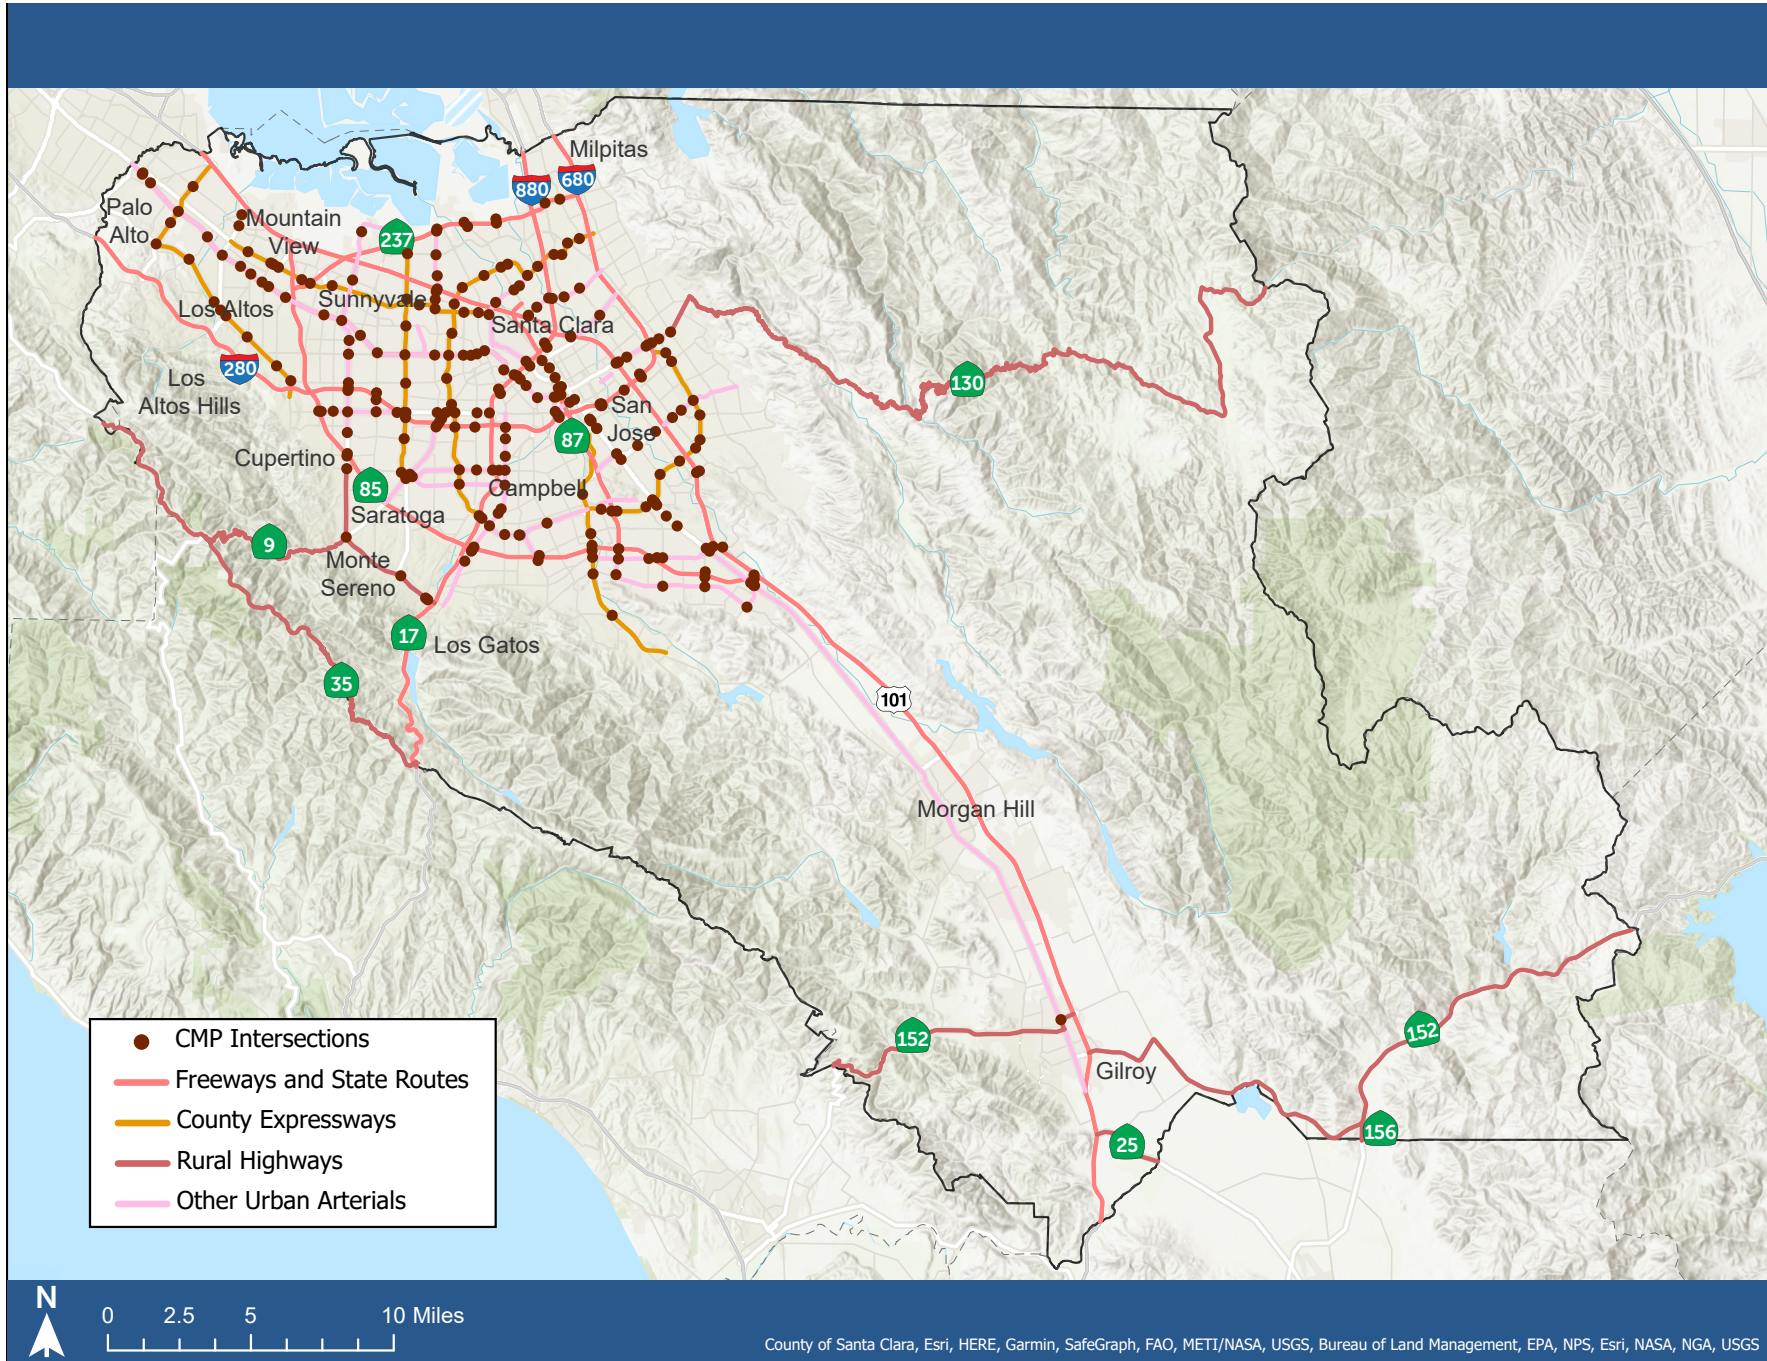 Milpitas
880
680
Palo
Alto
Mountain
View
237
Los Altos
Sunnyvale
Santa Clara
280
Los
Altos Hills
130
San
Jose
87
Cupertino
85
Campbell
Saratoga
9
Monte
Sereno
17
Los Gatos
35
101
Morgan Hill
152
152
Gilroy
25
156
CMP Intersections
Freeways and State Routes
County Expressways
Rural Highways
Other Urban Arterials
N
0 2.5 5 10 Miles
County of Santa Clara, Esri, HERE, Garmin, SafeGraph, FAO, METI/NASA, USGS, Bureau of Land Management, EPA, NPS, Esri, NASA, NGA, USGS